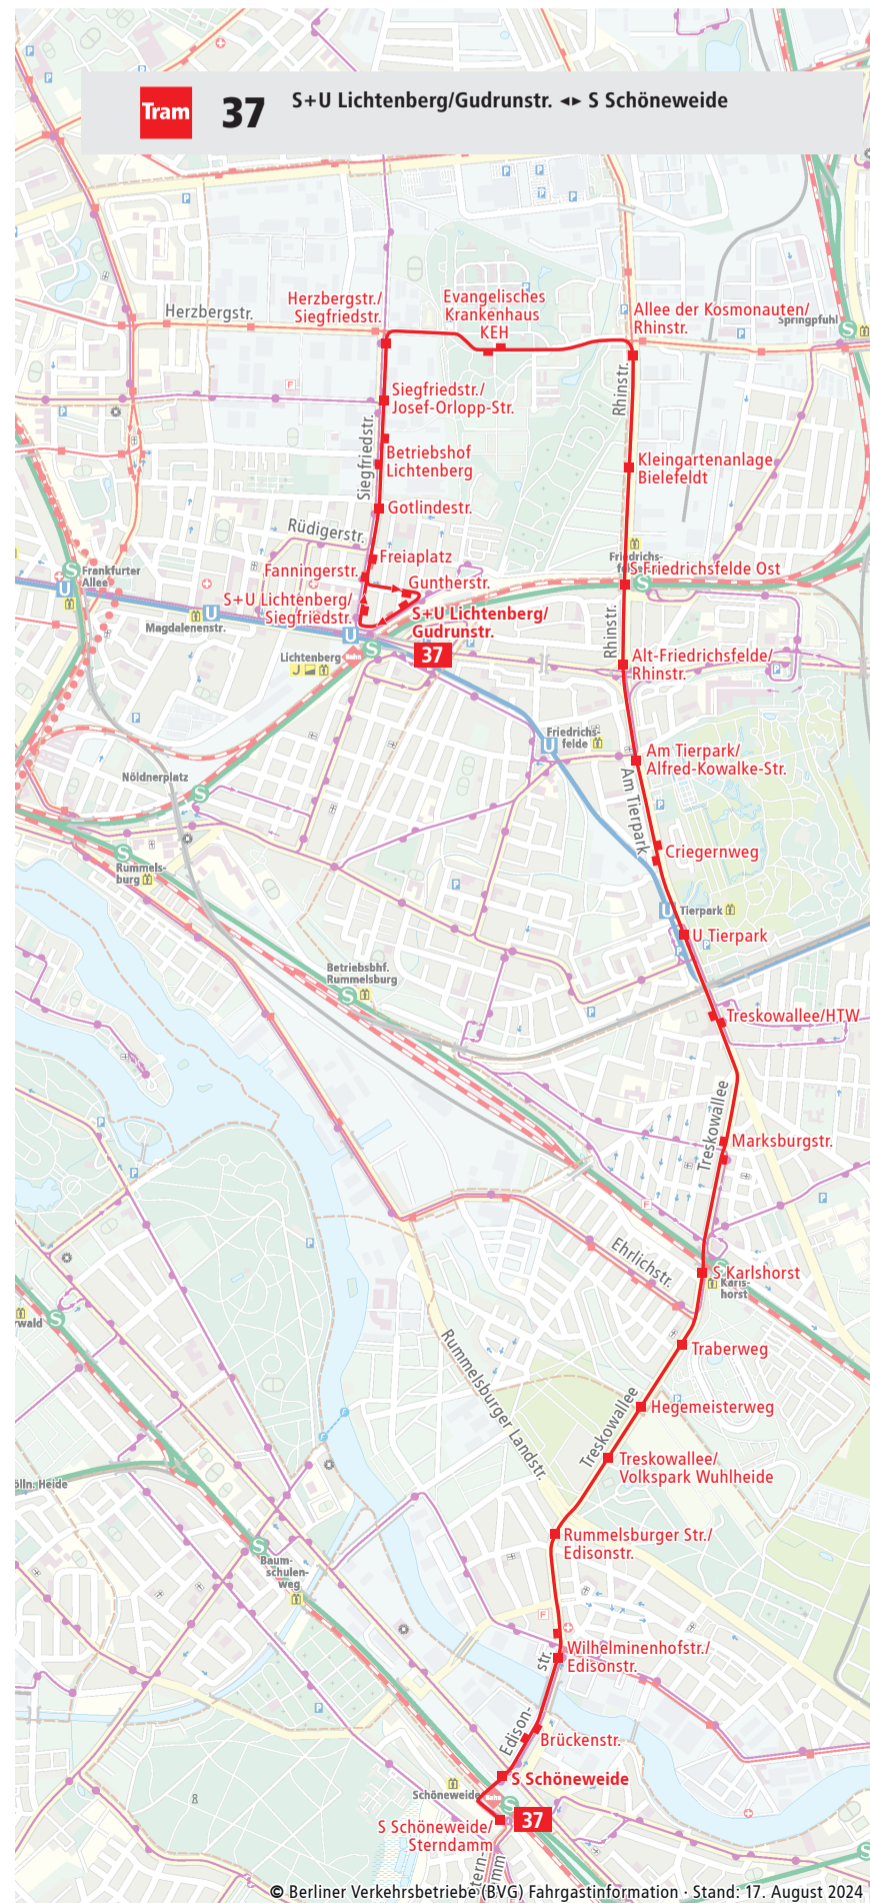 Tram
37
S+U Lichtenberg/Gudrunstr. ◄► S Schöneweide
Herzbergstr.
Herzbergstr./
Siegfriedstr.
Evangelisches
Krankenhaus
KEH
Allee der Kosmonauten/
Rhinstr.
Springpfuhl
S
Siegfriedstr./
Josef-Orlopp-Str.
Rhinstr.
Siegfriedstr.
Betriebshof
Lichtenberg
Kleingartenanlage
Bielefeldt
Gotlindestr.
Rüdigerstr.
Freiaplatz
Fanningerstr.
Guntherstr.
S
Frankfurter
Allee
U
S+U Lichtenberg/
Siegfriedstr.
S+U Lichtenberg/
Gudrunstr.
37
S Friedrichsfelde Ost
S
Magdalenenstr.
U
U
Lichtenberg
Bahn
S
Rhinstr.
Alt-Friedrichsfelde/
Rhinstr.
Friedrichs-
felde
U
Am Tierpark/
Alfred-Kowalke-Str.
Nöldnerplatz
S
Am Tierpark
Criegernweg
S
Rummels-
burg
U
Tierpark
U Tierpark
Betriebsbhf.
Rummelsburg
S
Treskowallee/HTW
Treskowallee
Marksburgstr.
Ehrlichstr.
S Karlshorst
Karls-
horst
rwald
S
Traberweg
Rummelsburger Landstr.
Hegemeisterweg
Treskowallee
Treskowallee/
Volkspark Wuhlheide
ölln. Heide
Rummelsburger Str./
Edisonstr.
S
Baum-
schulen-
weg
Wilhelminenhofstr./
Edisonstr.
Edison-
str.
Brückenstr.
S Schöneweide
Schöneweide
Bahn
S
37
S Schöneweide/
Sterndamm
S
© Berliner Verkehrsbetriebe (BVG) Fahrgastinformation · Stand: 17. August 2024